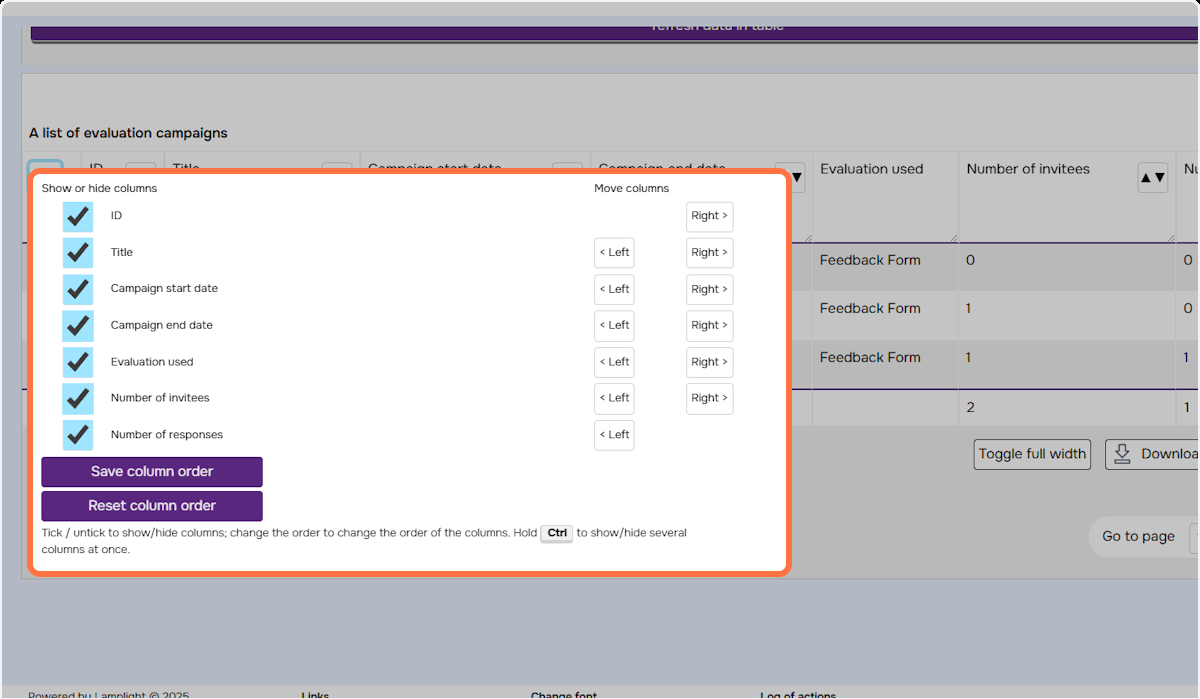 refresh data in table
A list of evaluation campaigns
ID Title Campaign start date Campaign end date ▼ Evaluation used Number of invitees ▲▼ Nu
Show or hide columns Move columns
ID Right >
Title < Left Right >
Campaign start date < Left Right >
Campaign end date < Left Right >
Evaluation used < Left Right >
Number of invitees < Left Right >
Number of responses < Left
Save column order
Reset column order
Tick / untick to show/hide columns; change the order to change the order of the columns. Hold Ctrl to show/hide several
columns at once.
Feedback Form 0 0
Feedback Form 1 0
Feedback Form 1 1
2 1
Toggle full width Downloa
Go to page
Powered by Lamplight © 2025 Links Change font Log of actions